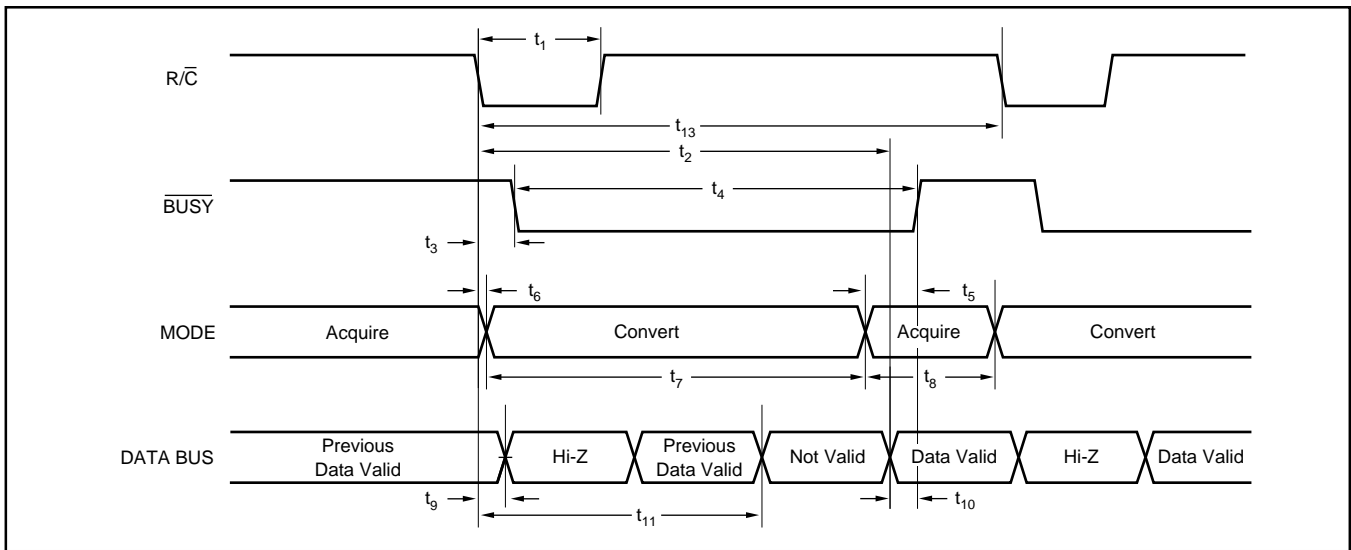 t1
R/C̅
t13
t2
B̅U̅S̅Y̅
t4
t3
t6
t5
MODE
Acquire
Convert
Acquire
Convert
t7
t8
DATA BUS
Previous
Data Valid
Hi-Z
Previous
Data Valid
Not Valid
Data Valid
Hi-Z
Data Valid
t9
t10
t11